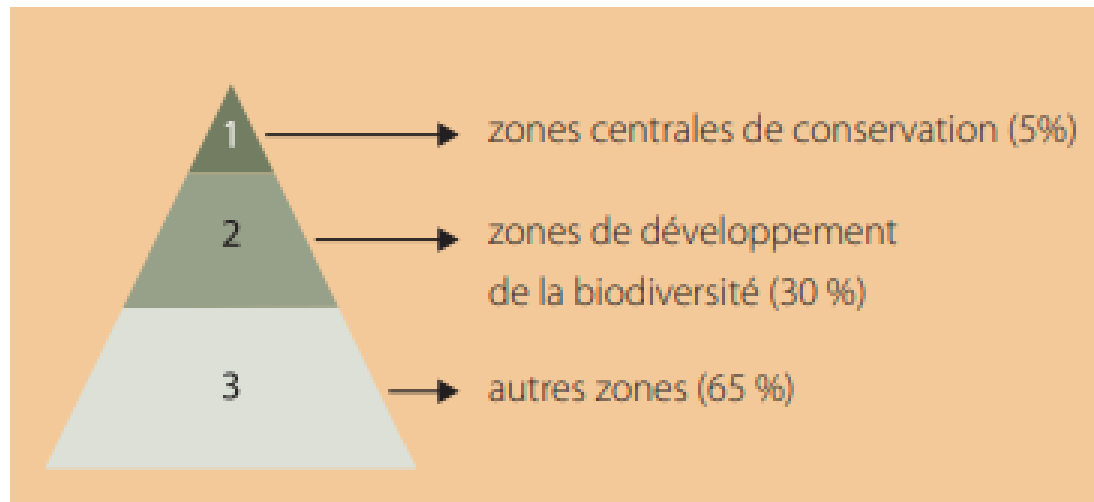 1
zones centrales de conservation (5%)
2
zones de développement
de la biodiversité (30 %)
3
autres zones (65 %)